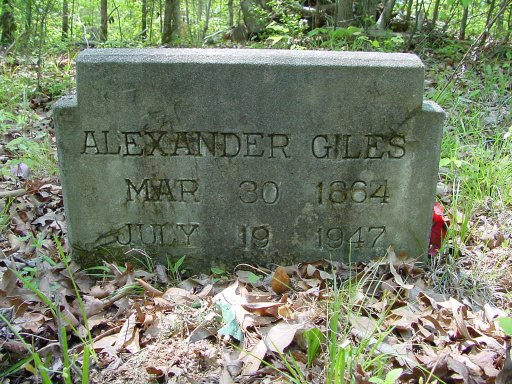 ALEXANDER GILES
MAR 30 1864
JULY 19 1947